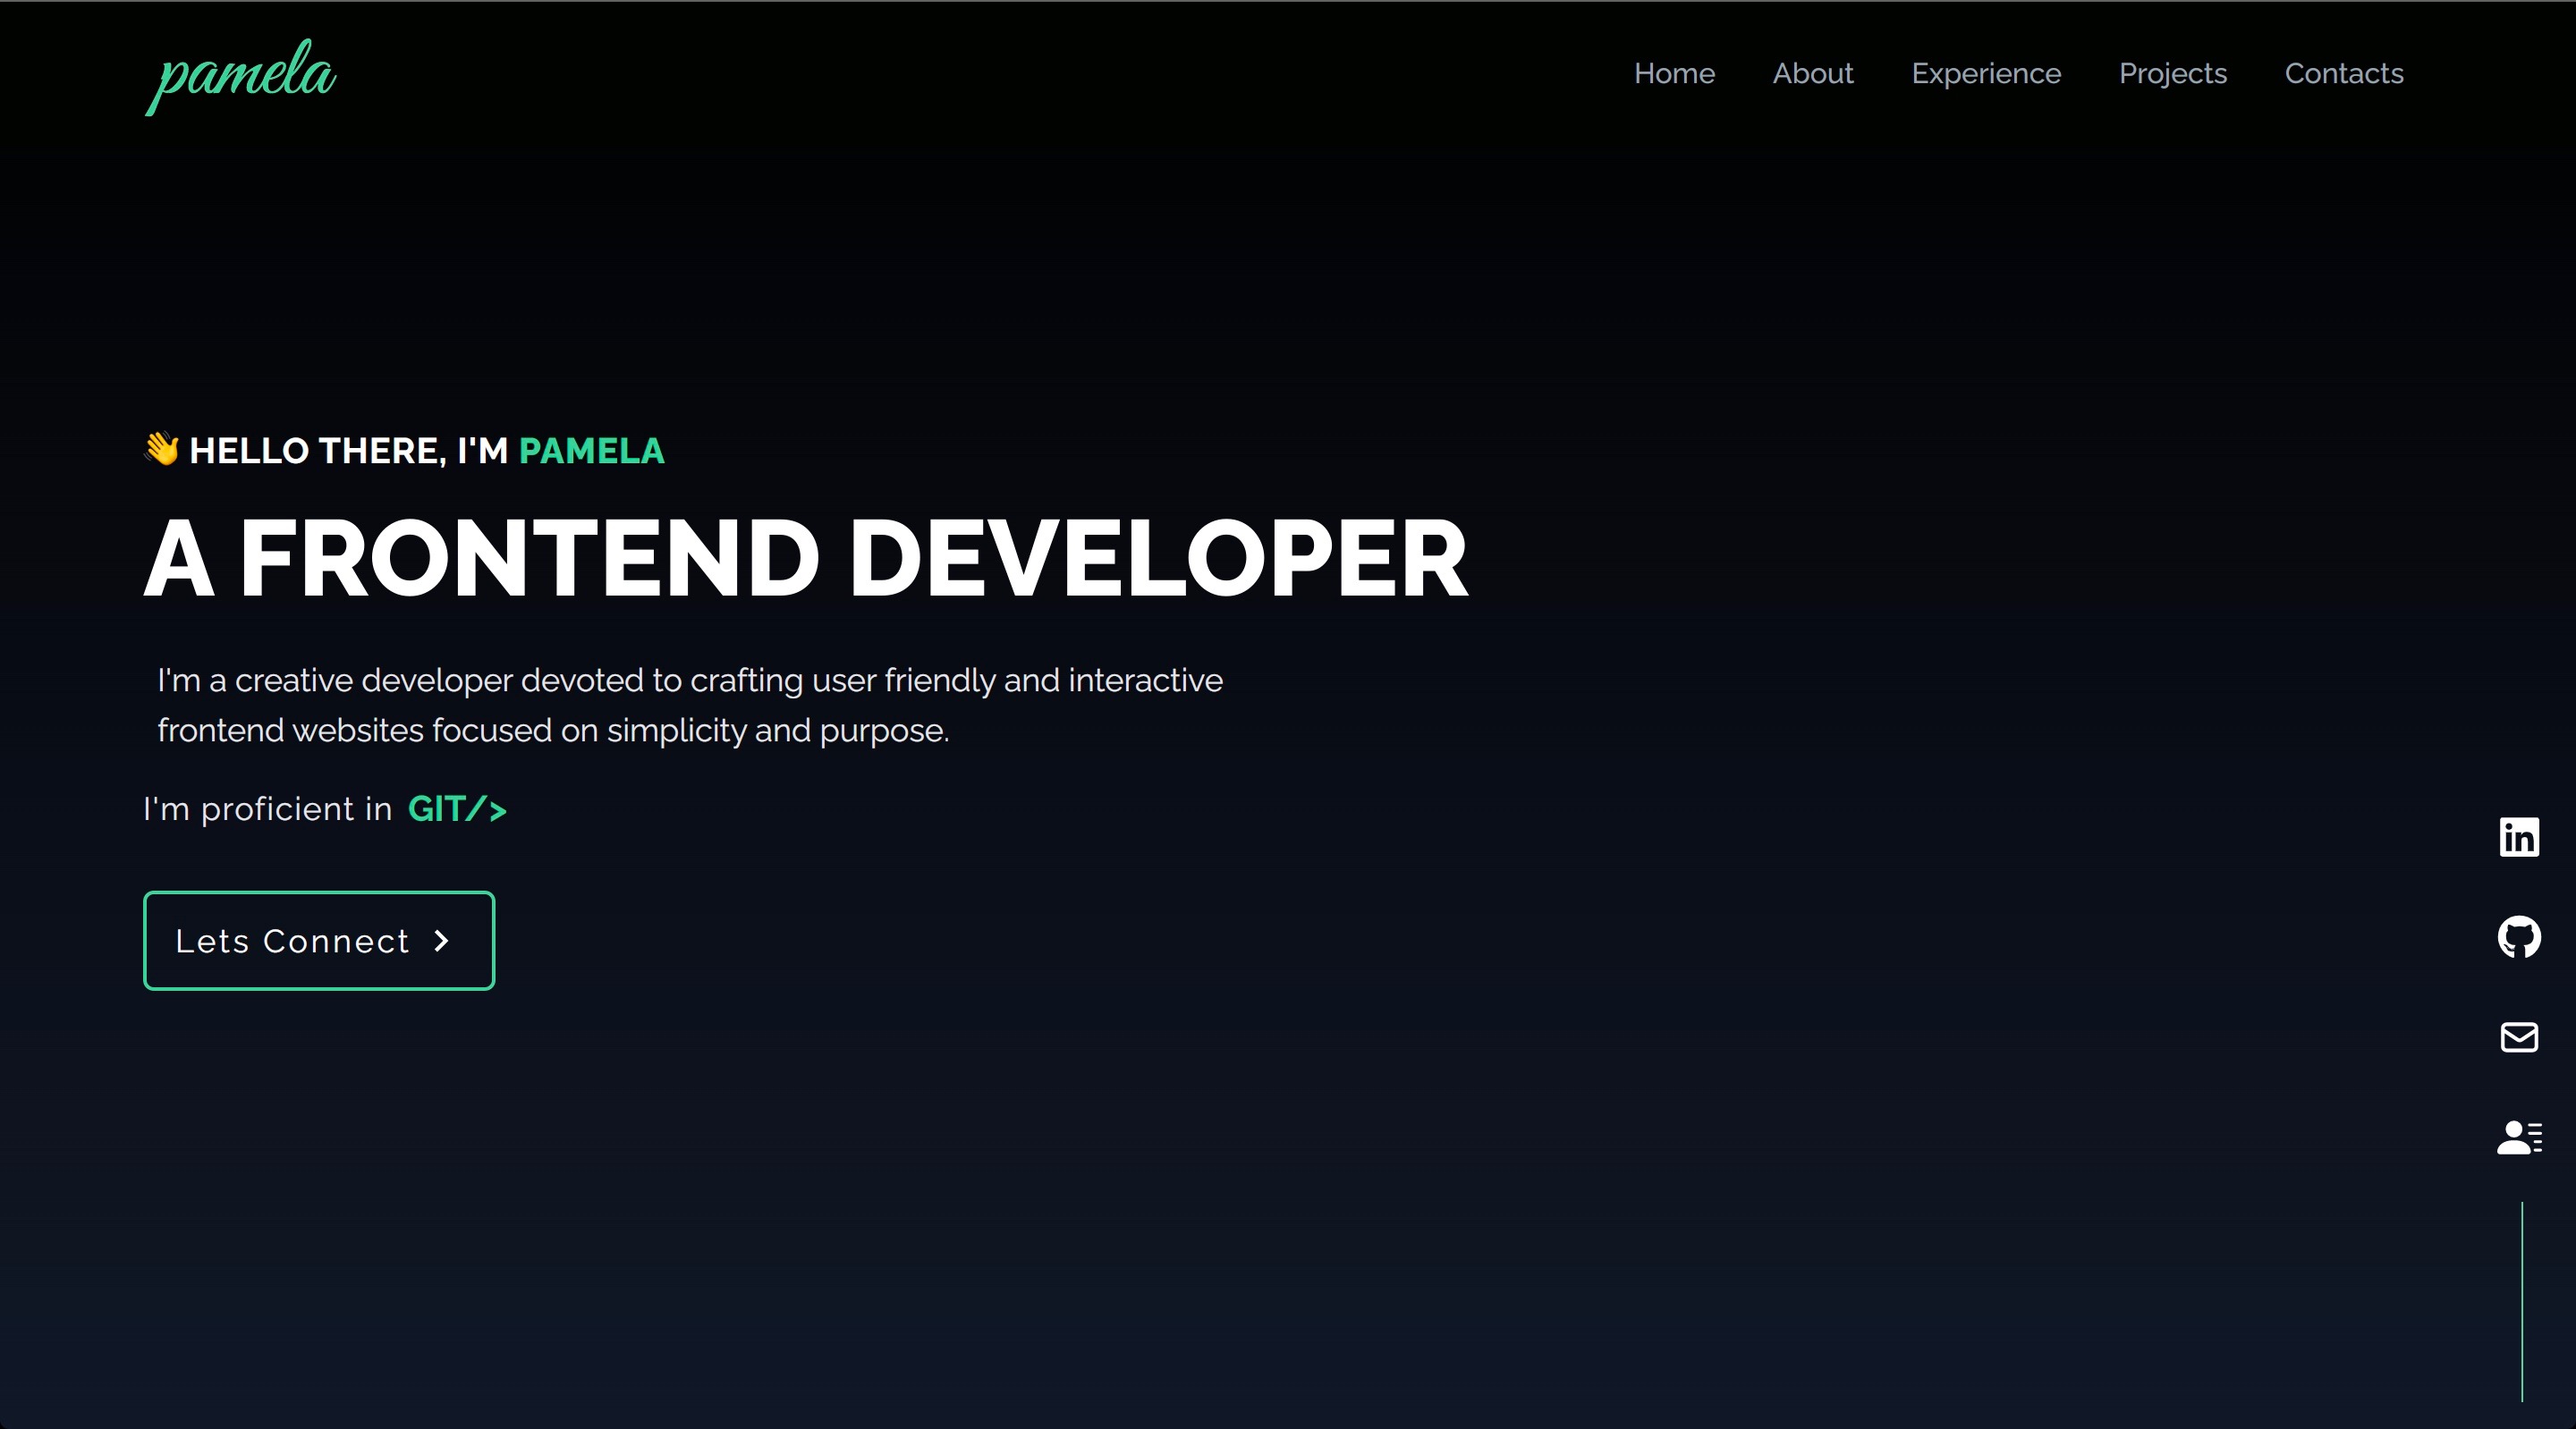 pamela
Home About Experience Projects Contacts
👋 HELLO THERE, I'M PAMELA
A FRONTEND DEVELOPER
I'm a creative developer devoted to crafting user friendly and interactive
frontend websites focused on simplicity and purpose.
I'm proficient in GIT/>
Lets Connect >
in